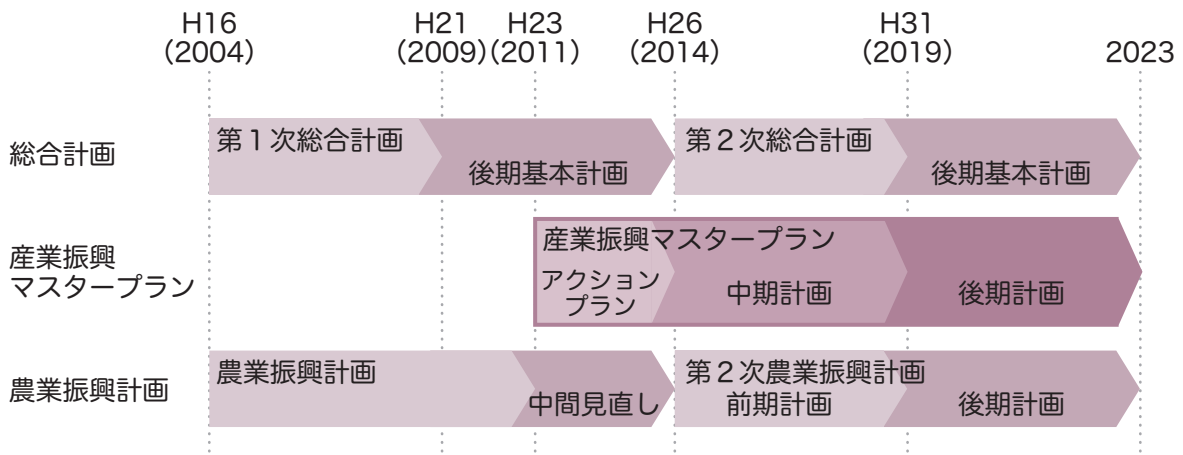 H16
(2004)
H21
(2009)
H23
(2011)
H26
(2014)
H31
(2019)
2023
総合計画
第1次総合計画
後期基本計画
第2次総合計画
後期基本計画
産業振興
マスタープラン
産業振興マスタープラン
アクション
プラン
中期計画
後期計画
農業振興計画
農業振興計画
中間見直し
第2次農業振興計画
前期計画
後期計画